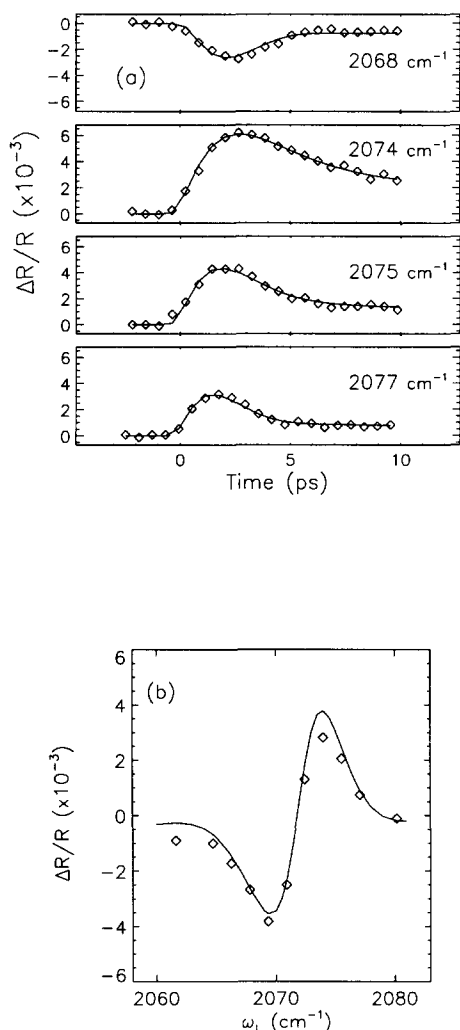 0
-2
-4
-6
(a)
2068 cm⁻¹
6
4
2
0
2074 cm⁻¹
6
4
2
0
2075 cm⁻¹
6
4
2
0
2077 cm⁻¹
ΔR/R (x10⁻³)
0 5 10
Time (ps)
6
4
2
0
-2
-4
-6
(b)
ΔR/R (x10⁻³)
2060 2070 2080
ω_L (cm⁻¹)